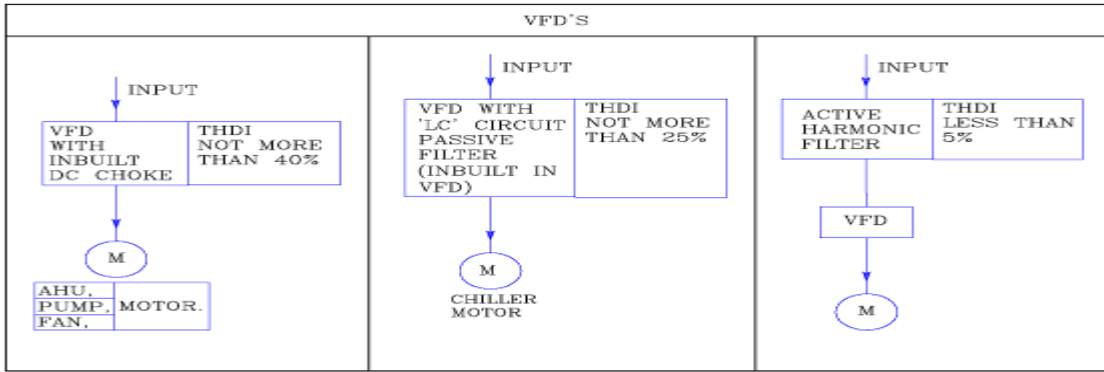 VFD'S
INPUT
VFD
WITH
INBUILT
DC CHOKE
THDI
NOT MORE
THAN 40%
M
AHU,
PUMP,
FAN,
MOTOR.
INPUT
VFD WITH
'LC' CIRCUIT
PASSIVE
FILTER
(INBUILT IN
VFD)
THDI
NOT MORE
THAN 25%
M
CHILLER
MOTOR
INPUT
ACTIVE
HARMONIC
FILTER
THDI
LESS THAN
5%
VFD
M